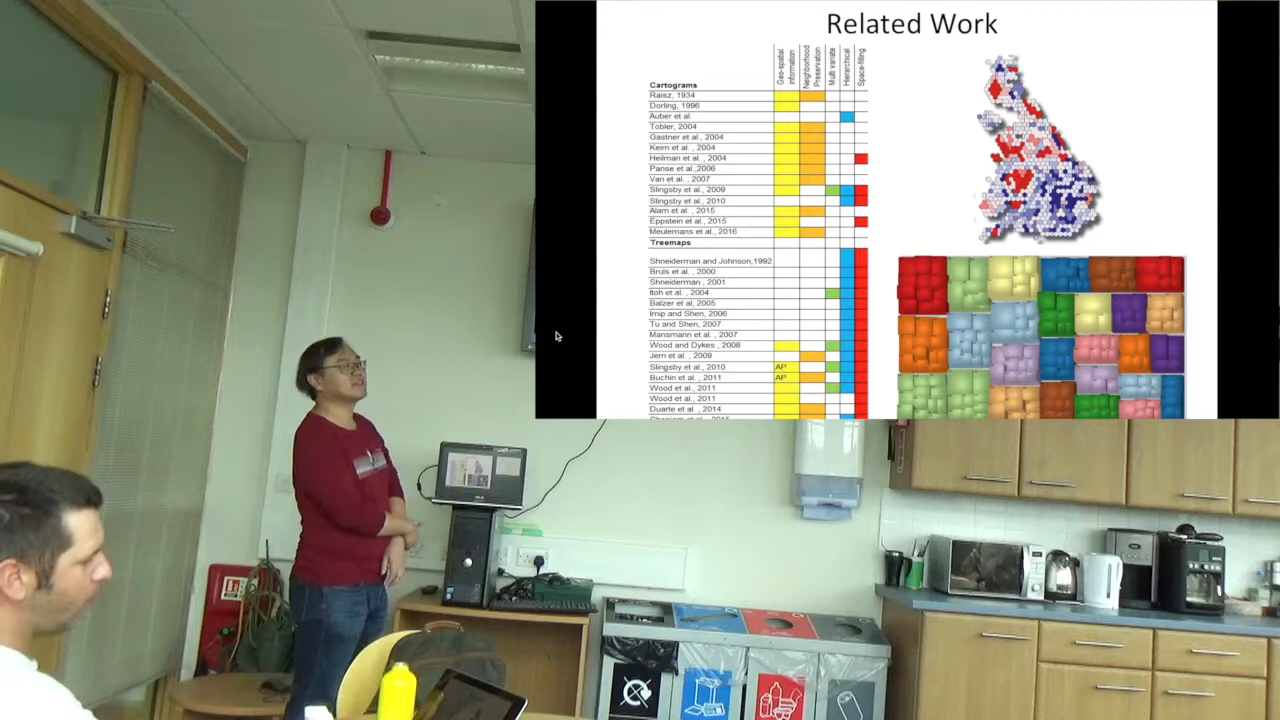 Related Work
Geo-spatial information
Neighborhood Preservation
Multi variate
Hierarchical
Space-filling
Cartograms
Raisz, 1934
Dorling, 1996
Auber et al
Tobler, 2004
Gastner et al., 2004
Keim et al. , 2004
Heilman et al. , 2004
Panse et al.,2006
Van et al. , 2007
Slingsby et al., 2009
Slingsby et al., 2010
Alam et al. , 2015
Eppstein et al., 2015
Meulemans et al., 2016
Treemaps
Shneiderman and Johnson,1992
Bruls et al. , 2000
Shneiderman , 2001
Itoh et al. , 2004
Balzer et al, 2005
Irnip and Shen, 2006
Tu and Shen, 2007
Mansmann et al. , 2007
Wood and Dykes , 2008
Jern et al. , 2009
Slingsby et al., 2010 AP
Buchin et al. , 2011 AP
Wood et al. , 2011
Wood et al. , 2011
Duarte et al. , 2014